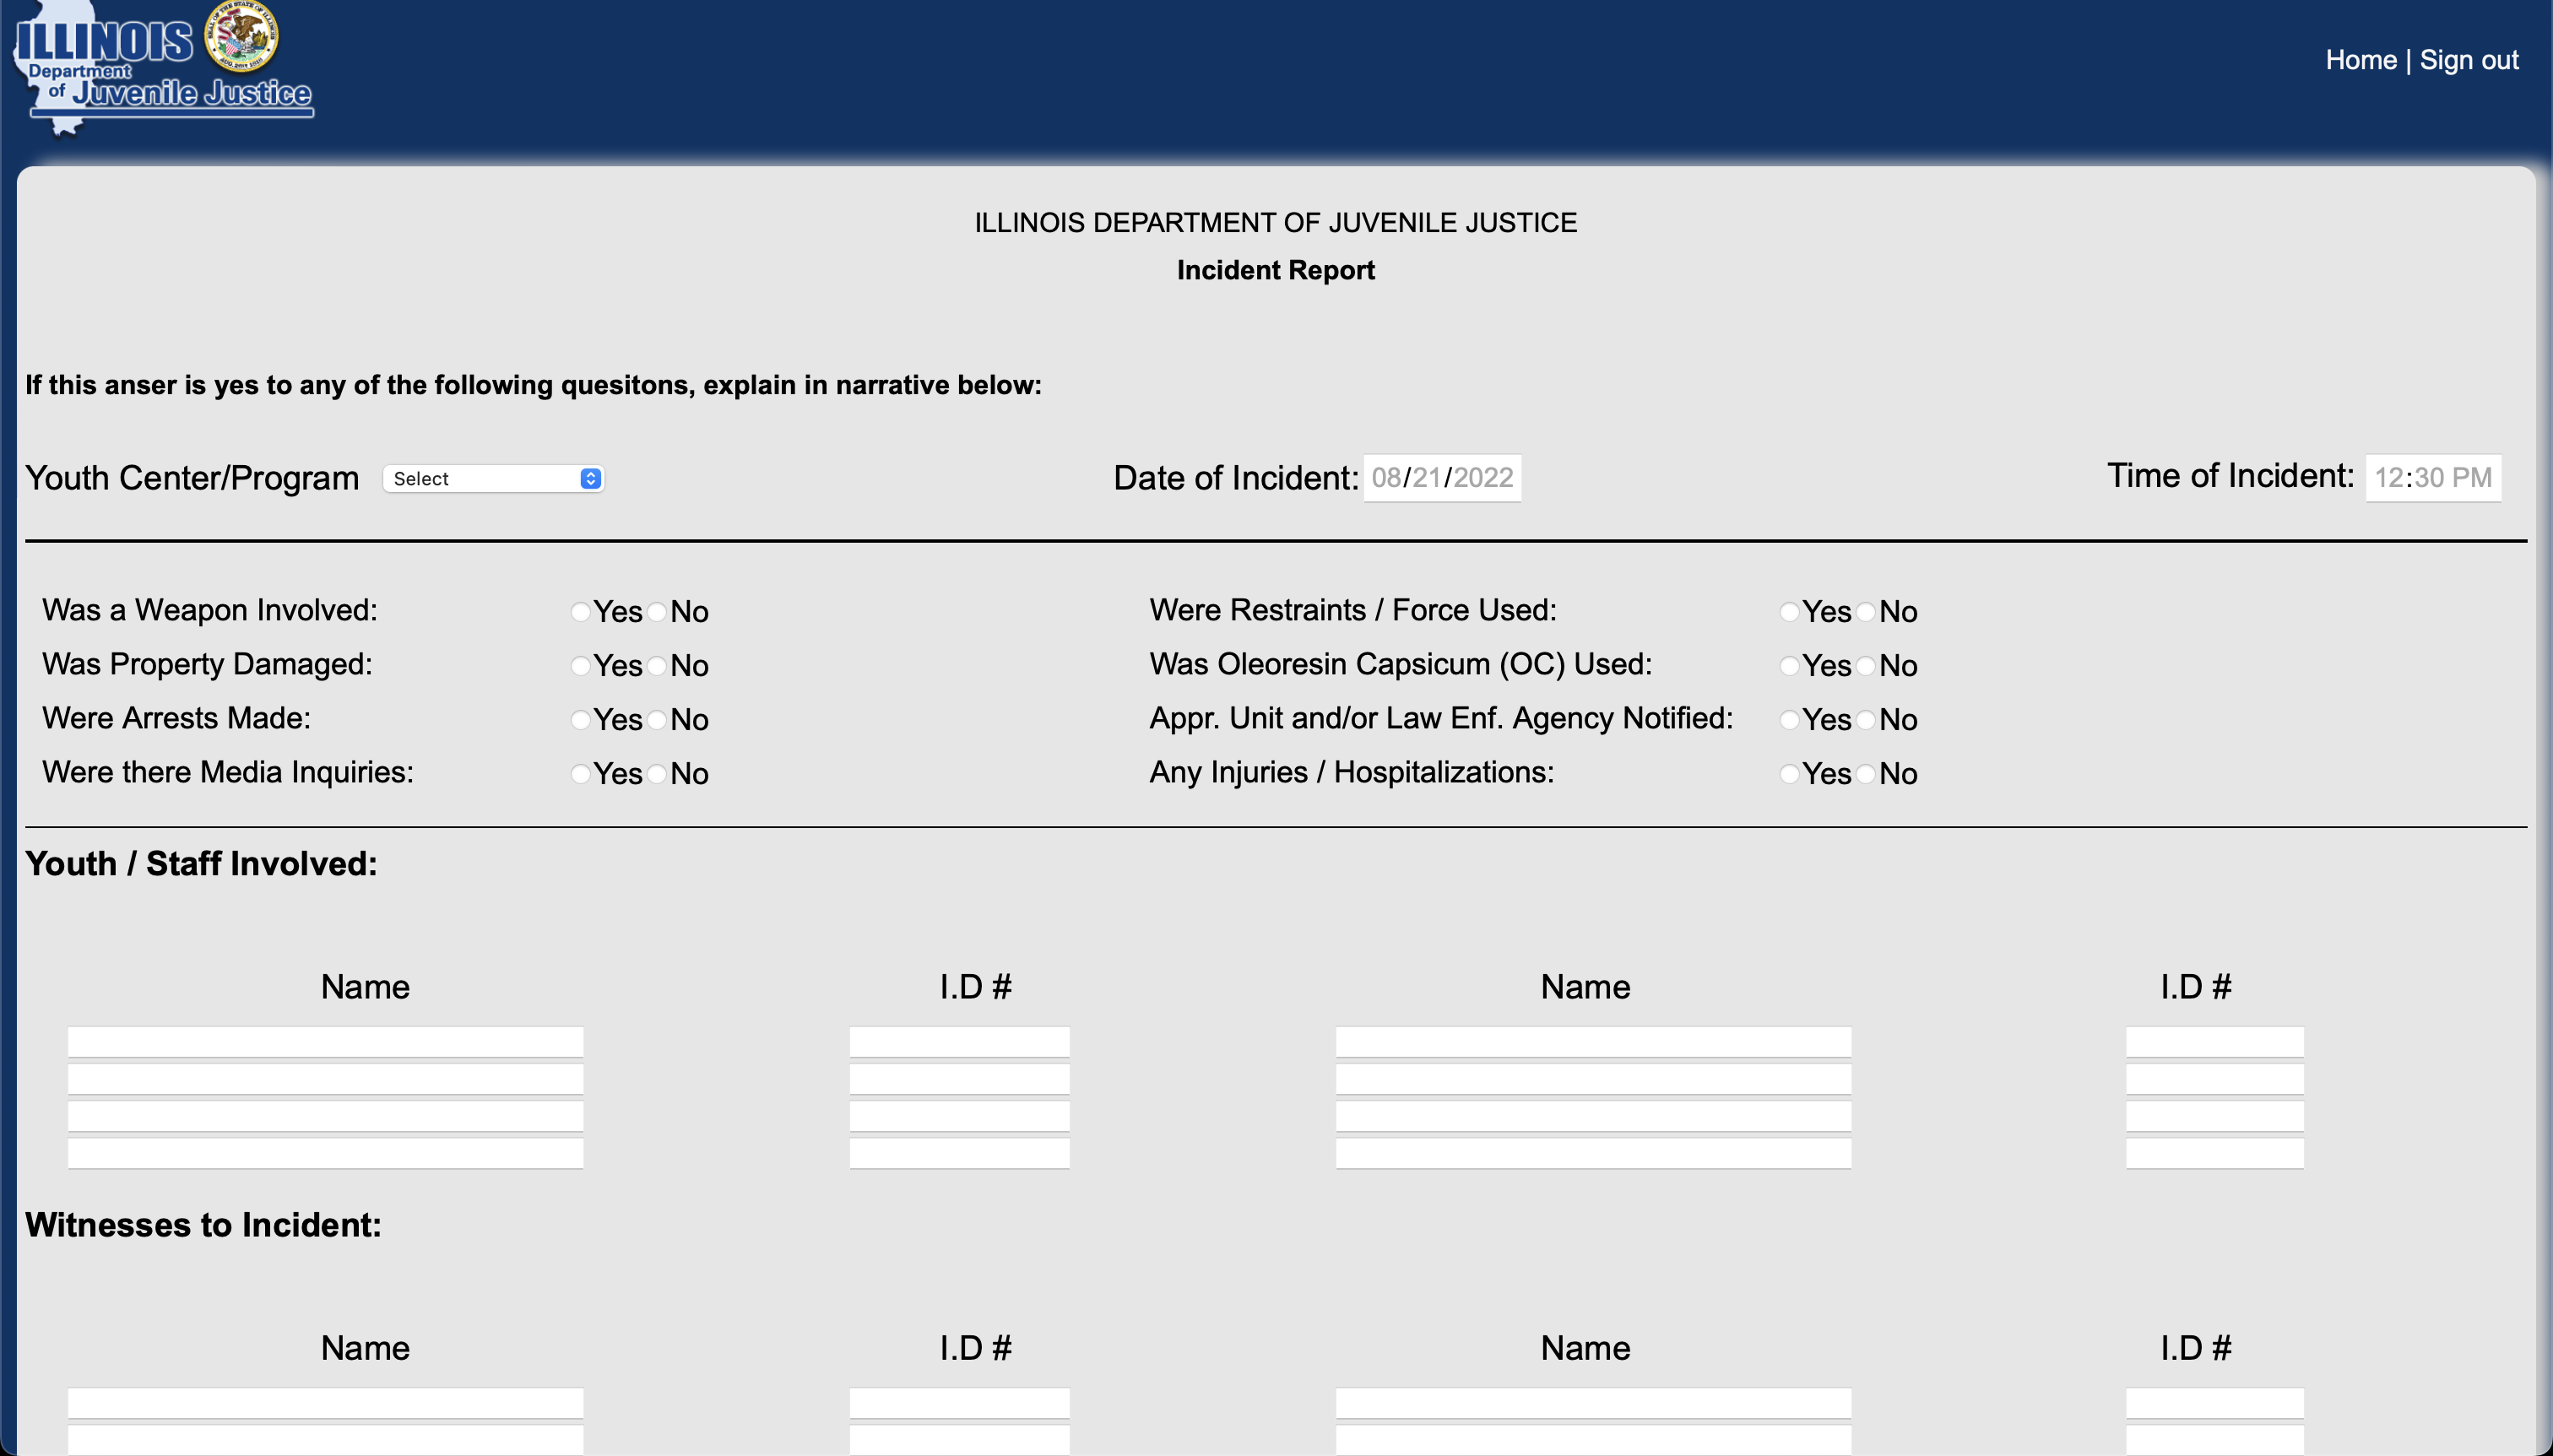 ILLINOIS
Department
of Juvenile Justice
Home | Sign out
ILLINOIS DEPARTMENT OF JUVENILE JUSTICE
Incident Report
If this anser is yes to any of the following quesitons, explain in narrative below:
Youth Center/Program Select Date of Incident: 08/21/2022 Time of Incident: 12:30 PM
Was a Weapon Involved: Yes No Were Restraints / Force Used: Yes No
Was Property Damaged: Yes No Was Oleoresin Capsicum (OC) Used: Yes No
Were Arrests Made: Yes No Appr. Unit and/or Law Enf. Agency Notified: Yes No
Were there Media Inquiries: Yes No Any Injuries / Hospitalizations: Yes No
Youth / Staff Involved:
Name I.D # Name I.D #
Witnesses to Incident:
Name I.D # Name I.D #